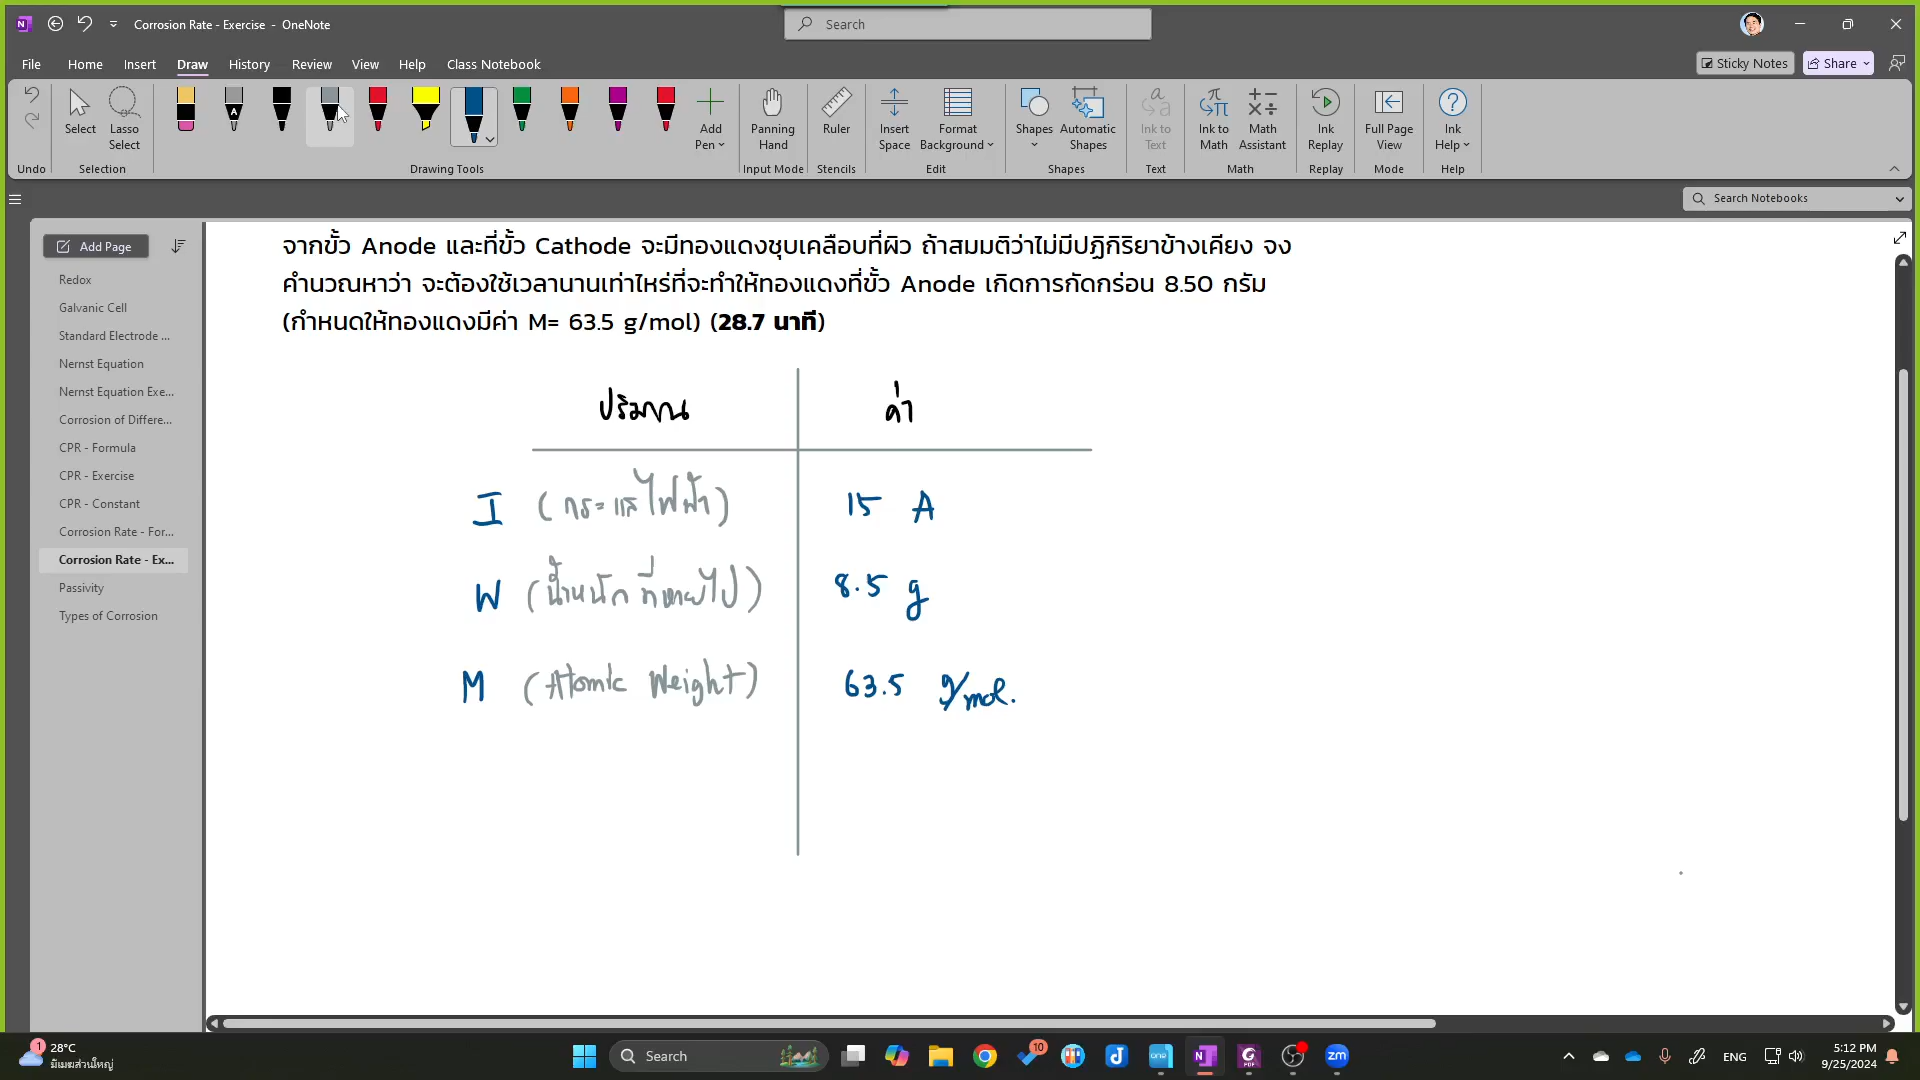 Corrosion Rate - Exercise - OneNote
Search
File Home Insert Draw History Review View Help Class Notebook
Sticky Notes Share
Select Lasso Select Add Pen Panning Hand Ruler Insert Space Format Background Shapes Automatic Shapes Ink to Text Ink to Math Math Assistant Ink Replay Full Page View Ink Help
Undo Selection Drawing Tools Input Mode Stencils Edit Shapes Text Math Replay Mode Help
Search Notebooks
Add Page
Redox
Galvanic Cell
Standard Electrode ...
Nernst Equation
Nernst Equation Exe...
Corrosion of Differe...
CPR - Formula
CPR - Exercise
CPR - Constant
Corrosion Rate - For...
Corrosion Rate - Ex...
Passivity
Types of Corrosion
จากขั้ว Anode และที่ขั้ว Cathode จะมีทองแดงชุบเคลือบที่ผิว ถ้าสมมติว่าไม่มีปฏิกิริยาข้างเคียง จง
คำนวณหาว่า จะต้องใช้เวลานานเท่าไหร่ที่จะทำให้ทองแดงที่ขั้ว Anode เกิดการกัดกร่อน 8.50 กรัม
(กำหนดให้ทองแดงมีค่า M= 63.5 g/mol) (28.7 นาที)
ปริมาณ ค่า
I (กระแสไฟฟ้า) 15 A
W (น้ำหนักที่หายไป) 8.5 g
M (Atomic Weight) 63.5 g/mol.
1 28°C
มีเมฆส่วนใหญ่
Search
10
ENG
5:12 PM
9/25/2024